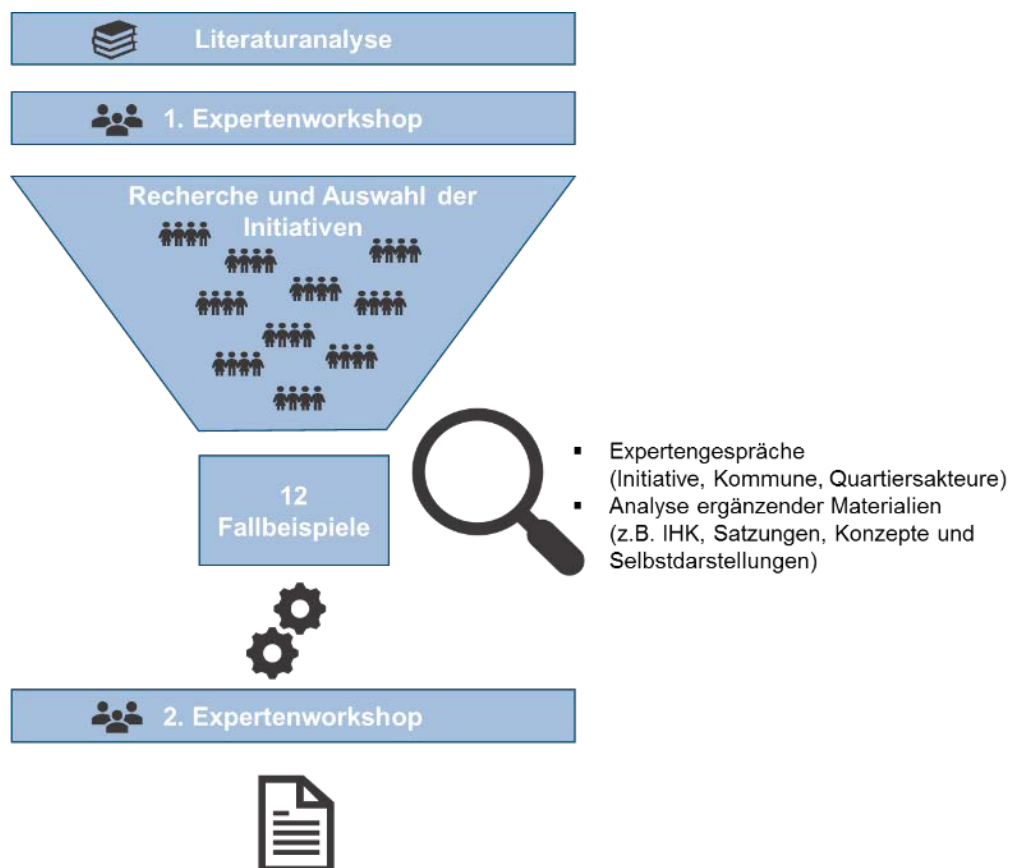 Literaturanalyse
1. Expertenworkshop
Recherche und Auswahl der
Initiativen
12
Fallbeispiele
▪ Expertengespräche
(Initiative, Kommune, Quartiersakteure)
▪ Analyse ergänzender Materialien
(z.B. IHK, Satzungen, Konzepte und
Selbstdarstellungen)
2. Expertenworkshop